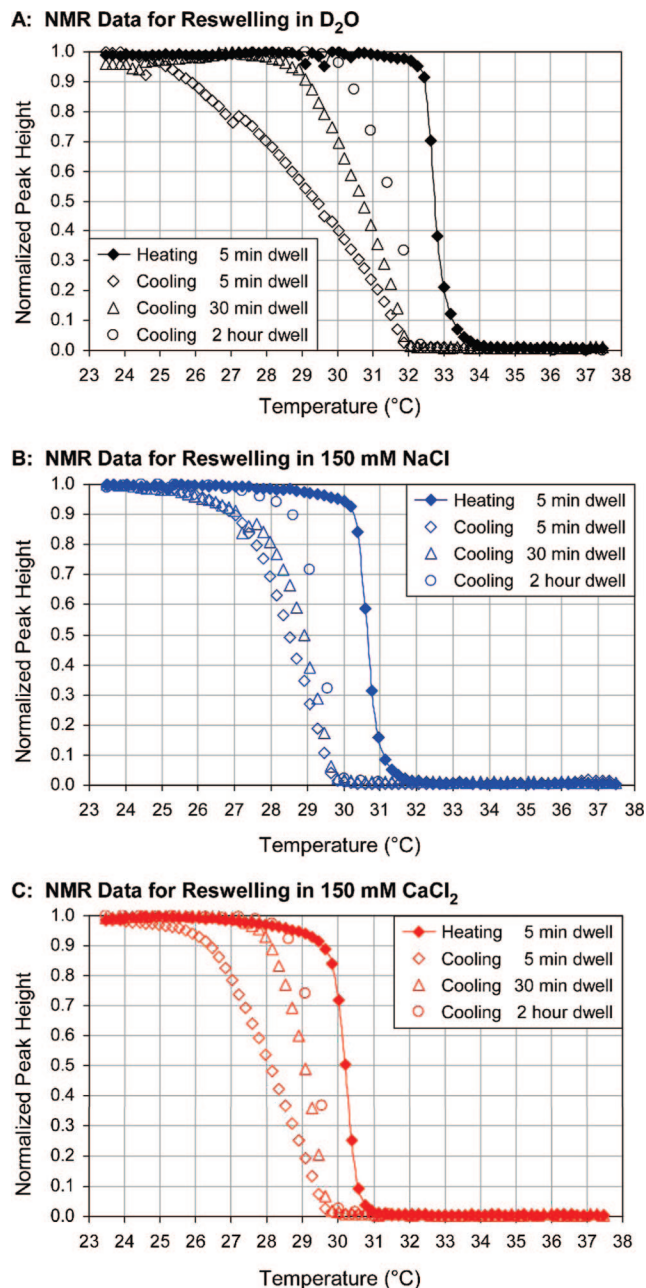 A: NMR Data for Reswelling in D₂O
Normalized Peak Height
1.0
0.9
0.8
0.7
0.6
0.5
0.4
0.3
0.2
0.1
0.0
Heating 5 min dwell
Cooling 5 min dwell
Cooling 30 min dwell
Cooling 2 hour dwell
23 24 25 26 27 28 29 30 31 32 33 34 35 36 37 38
Temperature (°C)
B: NMR Data for Reswelling in 150 mM NaCl
Normalized Peak Height
1.0
0.9
0.8
0.7
0.6
0.5
0.4
0.3
0.2
0.1
0.0
Heating 5 min dwell
Cooling 5 min dwell
Cooling 30 min dwell
Cooling 2 hour dwell
23 24 25 26 27 28 29 30 31 32 33 34 35 36 37 38
Temperature (°C)
C: NMR Data for Reswelling in 150 mM CaCl₂
Normalized Peak Height
1.0
0.9
0.8
0.7
0.6
0.5
0.4
0.3
0.2
0.1
0.0
Heating 5 min dwell
Cooling 5 min dwell
Cooling 30 min dwell
Cooling 2 hour dwell
23 24 25 26 27 28 29 30 31 32 33 34 35 36 37 38
Temperature (°C)